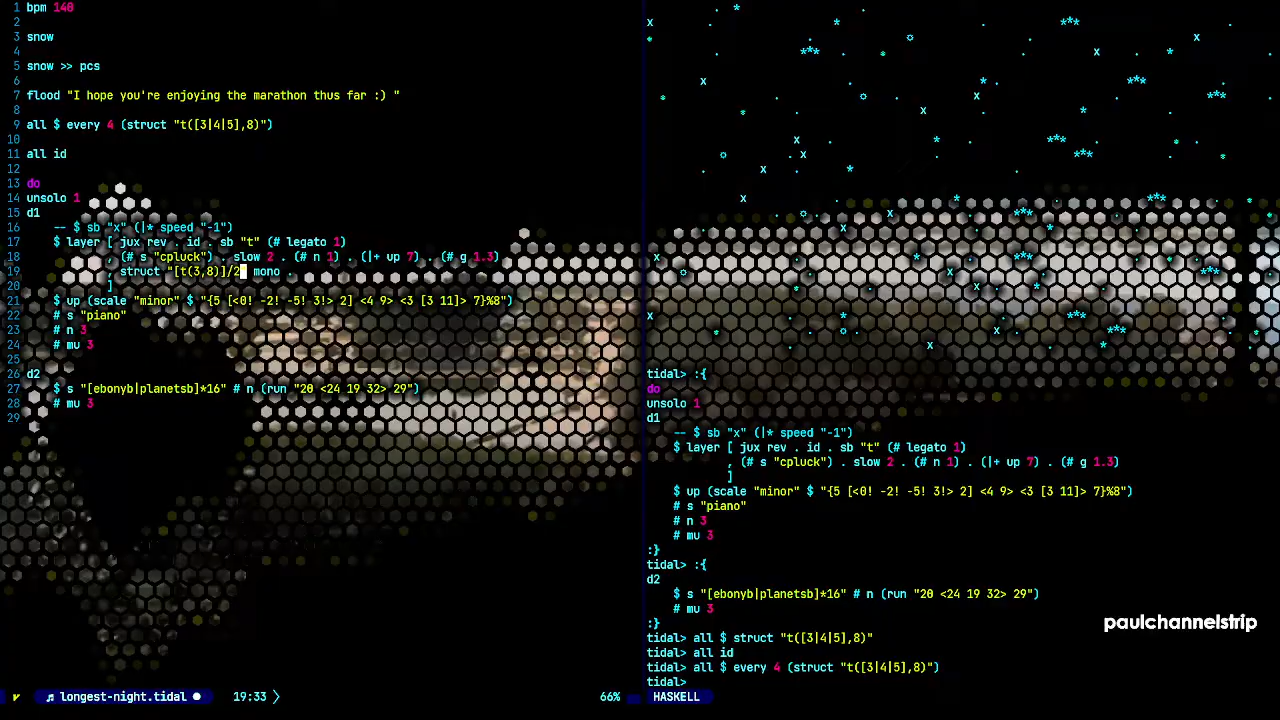 1 bpm 140
2
3 snow
4
5 snow >> pcs
6
7 flood "I hope you're enjoying the marathon thus far :) "
8
9 all $ every 4 (struct "t([3|4|5],8)")
10
11 all id
12
13 do
14 unsolo 1
15 d1
16 -- $ sb "x" (|* speed "-1")
17 $ layer [ jux rev . id . sb "t" (# legato 1)
18 , (# s "cpluck") . slow 2 . (# n 1) . (|+ up 7) . (# g 1.3)
19 , struct "[t(3,8)]/2 mono .
20 ]
21 $ up (scale "minor" $ "{5 [<0! -2! -5! 3!> 2] <4 9> <3 [3 11]> 7}%8")
22 # s "piano"
23 # n 3
24 # mu 3
25
26 d2
27 $ s "[ebonyb|planetsb]*16" # n (run "20 <24 19 32> 29")
28 # mu 3
29
longest-night.tidal ● 19:33 66%
tidal> :{
do
unsolo 1
d1
-- $ sb "x" (|* speed "-1")
$ layer [ jux rev . id . sb "t" (# legato 1)
, (# s "cpluck") . slow 2 . (# n 1) . (|+ up 7) . (# g 1.3)
]
$ up (scale "minor" $ "{5 [<0! -2! -5! 3!> 2] <4 9> <3 [3 11]> 7}%8")
# s "piano"
# n 3
# mu 3
:}
tidal> :{
d2
$ s "[ebonyb|planetsb]*16" # n (run "20 <24 19 32> 29")
# mu 3
:}
tidal> all $ struct "t([3|4|5],8)"
tidal> all id
tidal> all $ every 4 (struct "t([3|4|5],8)")
tidal>
HASKELL
paulchannelstrip